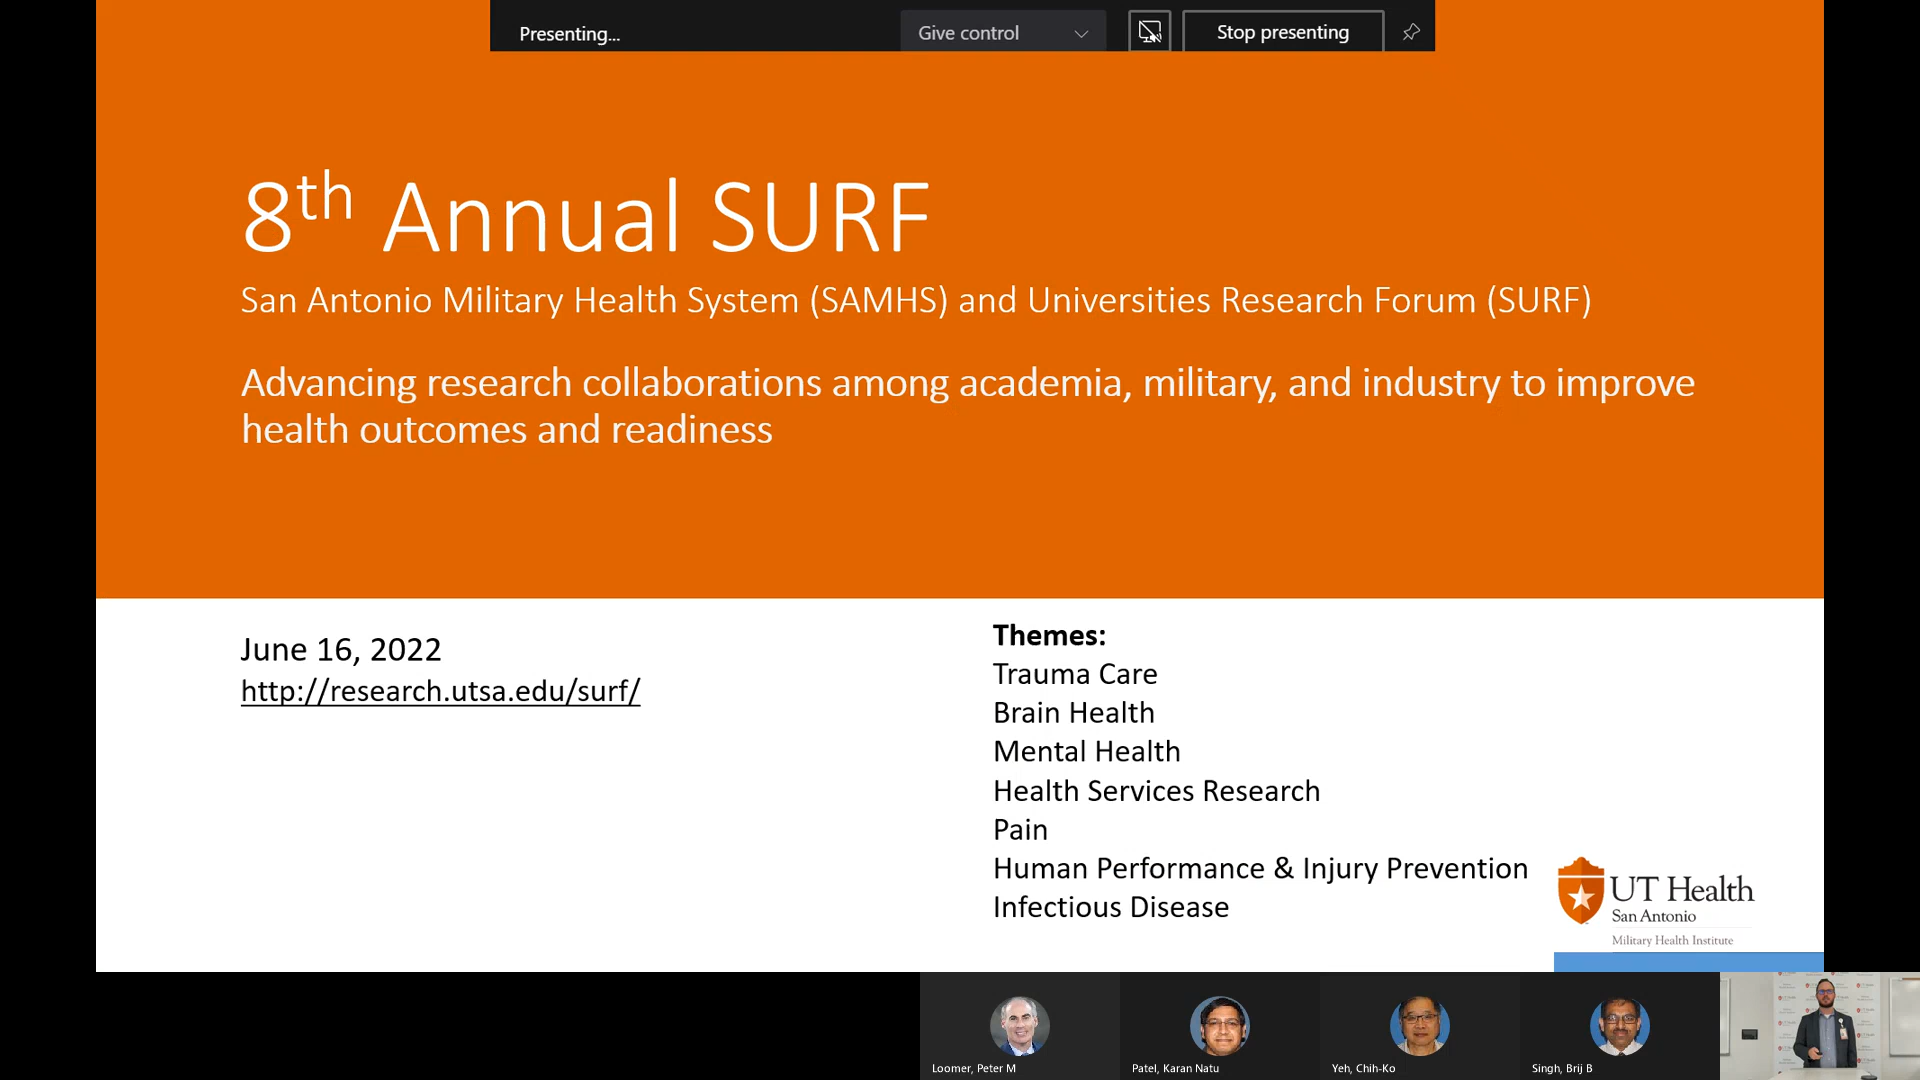 Presenting...
Give control
Stop presenting
8th Annual SURF
San Antonio Military Health System (SAMHS) and Universities Research Forum (SURF)
Advancing research collaborations among academia, military, and industry to improve
health outcomes and readiness
June 16, 2022
http://research.utsa.edu/surf/
Themes:
Trauma Care
Brain Health
Mental Health
Health Services Research
Pain
Human Performance & Injury Prevention
Infectious Disease
UT Health
San Antonio
Military Health Institute
Loomer, Peter M
Patel, Karan Natu
Yeh, Chih-Ko
Singh, Brij B